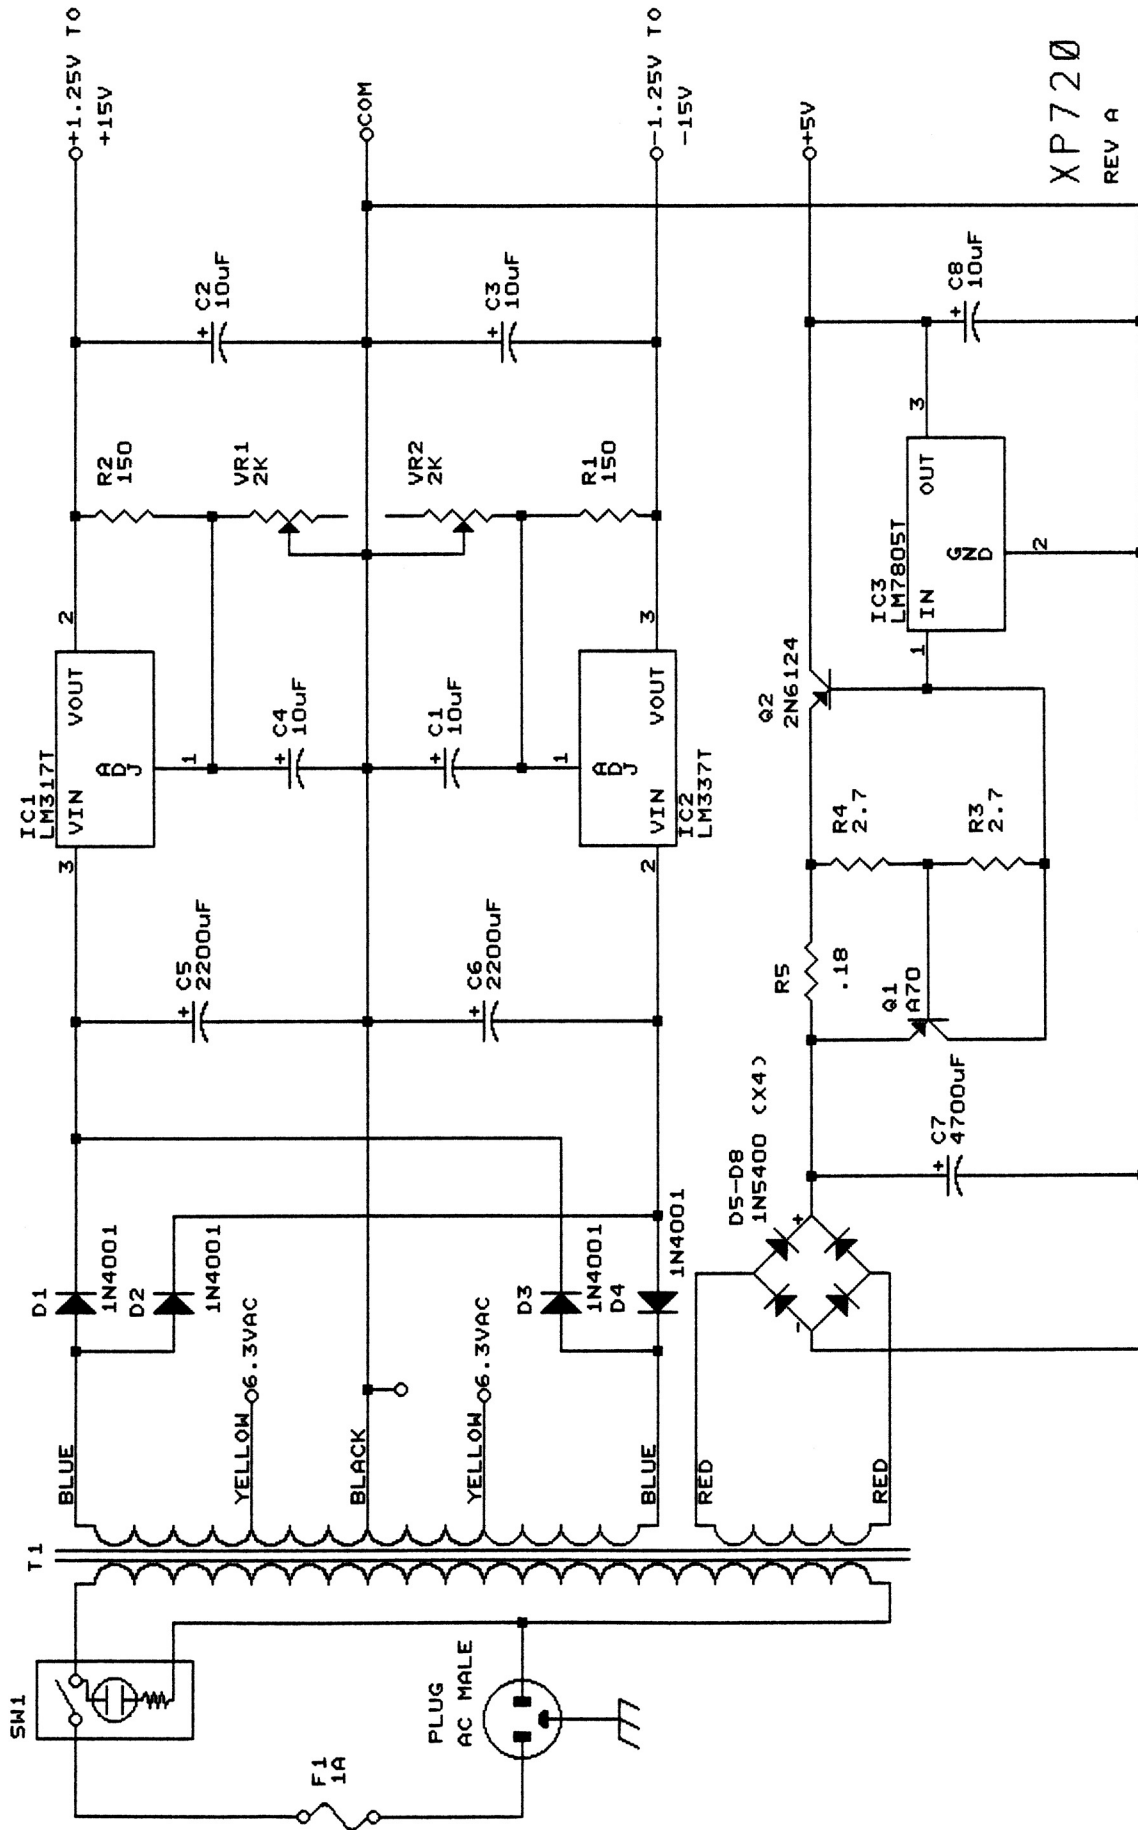 SW1
F1
1A
PLUG
AC MALE
T1
BLUE
YELLOW
6.3VAC
BLACK
YELLOW
6.3VAC
BLUE
RED
RED
D1
1N4001
D2
1N4001
D3
1N4001
D4
1N4001
D5-D8
1N5400 (X4)
+
-
C5
2200uF
+
C6
2200uF
+
C7
4700uF
+
IC1
LM317T
VIN
VOUT
ADJ
3
2
1
C4
10uF
+
C1
10uF
+
IC2
LM337T
VIN
VOUT
ADJ
2
3
1
R2
150
VR1
2K
VR2
2K
R1
150
C2
10uF
+
C3
10uF
+
+1.25V TO
+15V
COM
-1.25V TO
-15V
R5
.18
Q1
A70
R4
2.7
R3
2.7
Q2
2N6124
IC3
LM7805T
IN
OUT
GND
1
3
2
C8
10uF
+
+5V
XP720
REV A